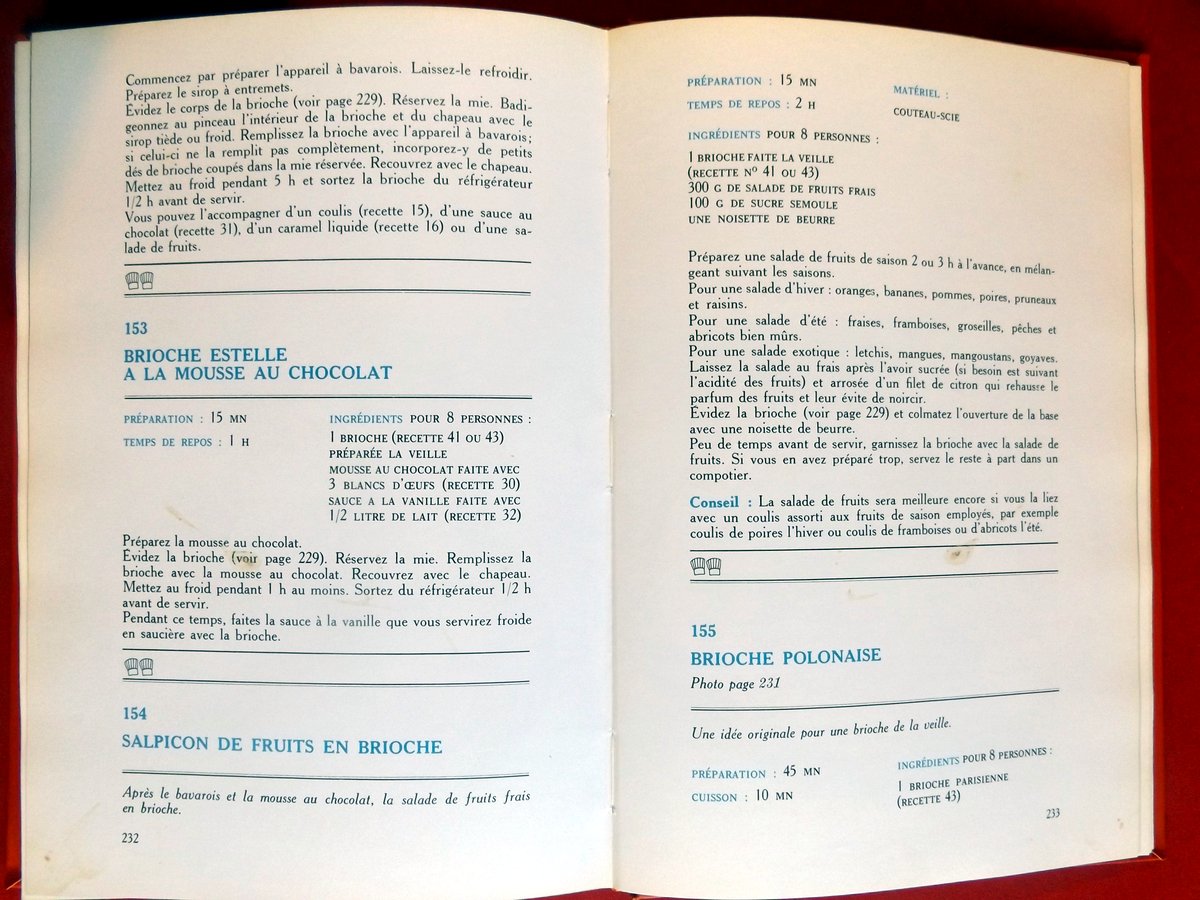 Commencez par préparer l'appareil à bavarois. Laissez-le refroidir.
Préparez le sirop à entremets.
Évidez le corps de la brioche (voir page 229). Réservez la mie. Badi-
geonnez au pinceau l'intérieur de la brioche et du chapeau avec le
sirop tiède ou froid. Remplissez la brioche avec l'appareil à bavarois;
si celui-ci ne la remplit pas complètement, incorporez-y de petits
dés de brioche coupés dans la mie réservée. Recouvrez avec le chapeau.
Mettez au froid pendant 5 h et sortez la brioche du réfrigérateur
1/2 h avant de servir.
Vous pouvez l'accompagner d'un coulis (recette 15), d'une sauce au
chocolat (recette 31), d'un caramel liquide (recette 16) ou d'une sa-
lade de fruits.
153
BRIOCHE ESTELLE
A LA MOUSSE AU CHOCOLAT
PRÉPARATION : 15 MN
TEMPS DE REPOS : 1 H
INGRÉDIENTS POUR 8 PERSONNES :
1 BRIOCHE (RECETTE 41 OU 43)
PRÉPARÉE LA VEILLE
MOUSSE AU CHOCOLAT FAITE AVEC
3 BLANCS D'ŒUFS (RECETTE 30)
SAUCE A LA VANILLE FAITE AVEC
1/2 LITRE DE LAIT (RECETTE 32)
Préparez la mousse au chocolat.
Évidez la brioche (voir page 229). Réservez la mie. Remplissez la
brioche avec la mousse au chocolat. Recouvrez avec le chapeau.
Mettez au froid pendant 1 h au moins. Sortez du réfrigérateur 1/2 h
avant de servir.
Pendant ce temps, faites la sauce à la vanille que vous servirez froide
en saucière avec la brioche.
154
SALPICON DE FRUITS EN BRIOCHE
Après le bavarois et la mousse au chocolat, la salade de fruits frais
en brioche.
232
PRÉPARATION : 15 MN
TEMPS DE REPOS : 2 H
MATÉRIEL :
COUTEAU-SCIE
INGRÉDIENTS POUR 8 PERSONNES :
1 BRIOCHE FAITE LA VEILLE
(RECETTE Nº 41 OU 43)
300 G DE SALADE DE FRUITS FRAIS
100 G DE SUCRE SEMOULE
UNE NOISETTE DE BEURRE
Préparez une salade de fruits de saison 2 ou 3 h à l'avance, en mélan-
geant suivant les saisons.
Pour une salade d'hiver : oranges, bananes, pommes, poires, pruneaux
et raisins.
Pour une salade d'été : fraises, framboises, groseilles, pêches et
abricots bien mûrs.
Pour une salade exotique : letchis, mangues, mangoustans, goyaves.
Laissez la salade au frais après l'avoir sucrée (si besoin est suivant
l'acidité des fruits) et arrosée d'un filet de citron qui rehausse le
parfum des fruits et leur évite de noircir.
Évidez la brioche (voir page 229) et colmatez l'ouverture de la base
avec une noisette de beurre.
Peu de temps avant de servir, garnissez la brioche avec la salade de
fruits. Si vous en avez préparé trop, servez le reste à part dans un
compotier.
Conseil : La salade de fruits sera meilleure encore si vous la liez
avec un coulis assorti aux fruits de saison employés, par exemple
coulis de poires l'hiver ou coulis de framboises ou d'abricots l'été.
155
BRIOCHE POLONAISE
Photo page 231
Une idée originale pour une brioche de la veille.
PRÉPARATION : 45 MN
CUISSON : 10 MN
INGRÉDIENTS POUR 8 PERSONNES :
1 BRIOCHE PARISIENNE
(RECETTE 43)
233